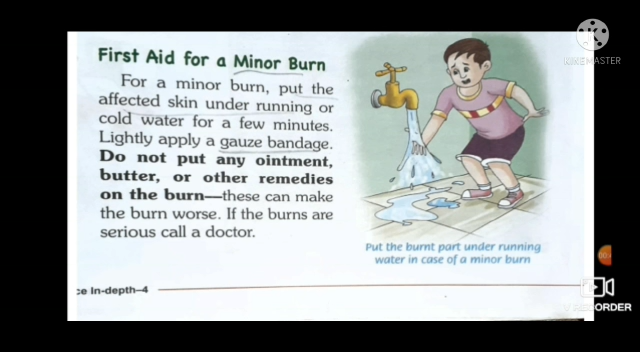 First Aid for a Minor Burn
For a minor burn, put the
affected skin under running or
cold water for a few minutes.
Lightly apply a gauze bandage.
Do not put any ointment,
butter, or other remedies
on the burn—these can make
the burn worse. If the burns are
serious call a doctor.
Put the burnt part under running
water in case of a minor burn
ce In-depth–4
KINEMASTER
RECORDER